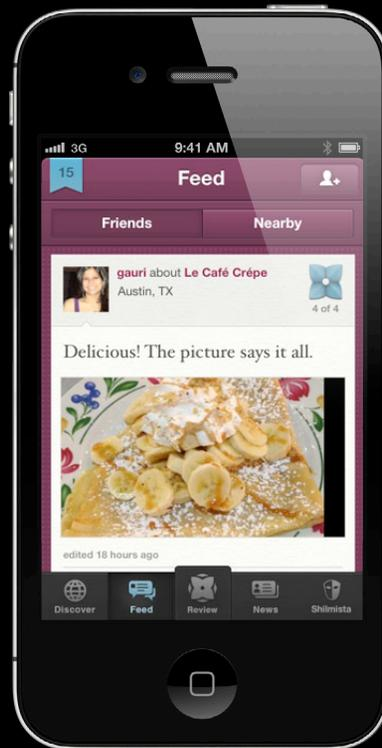 3G 9:41 AM
15
Feed
Friends Nearby
gauri about Le Café Crépe
Austin, TX
4 of 4
Delicious! The picture says it all.
edited 18 hours ago
Discover Feed Review News Shilmista